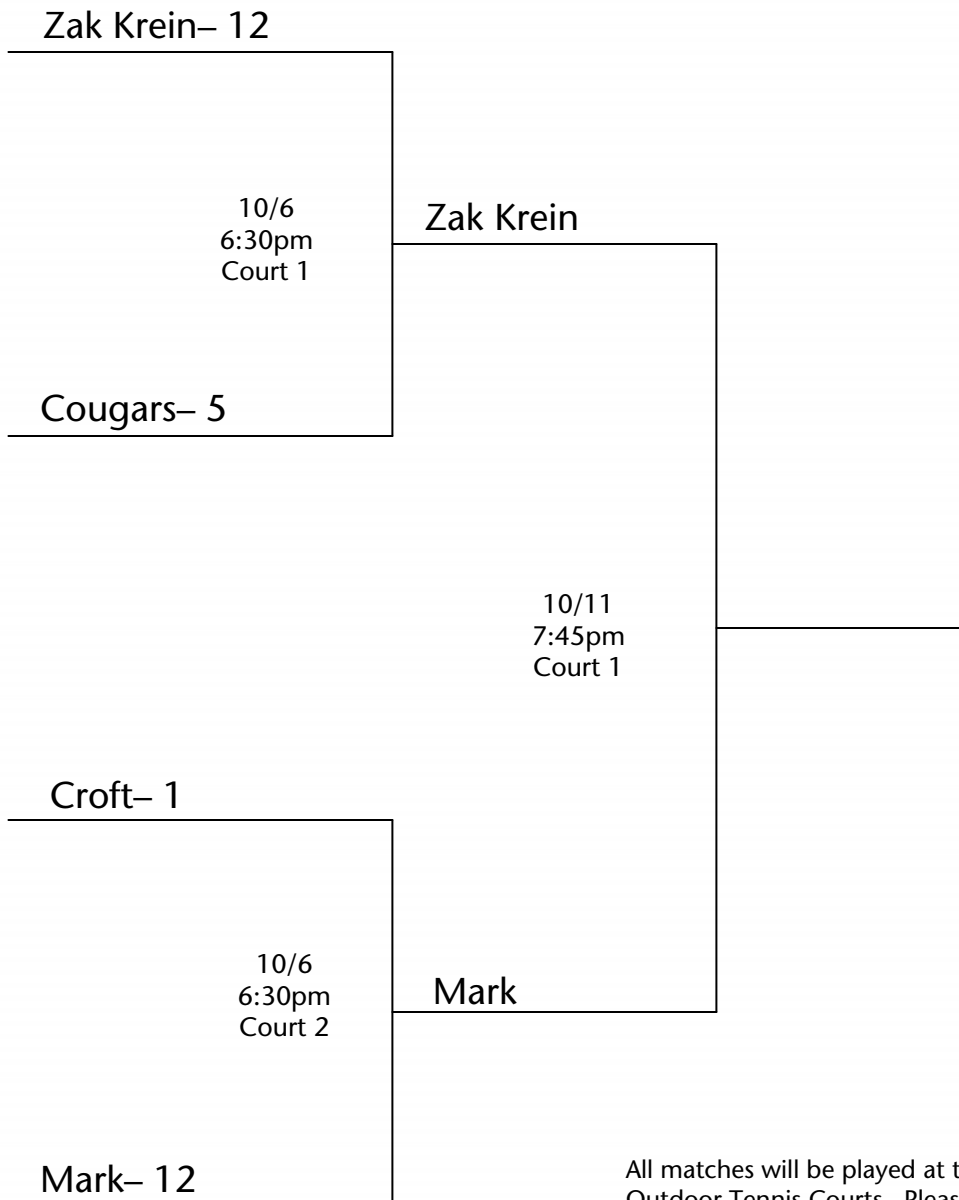 Zak Krein– 12
10/6
6:30pm
Court 1
Zak Krein
Cougars– 5
10/11
7:45pm
Court 1
Croft– 1
10/6
6:30pm
Court 2
Mark
Mark– 12
All matches will be played at
Outdoor Tennis Courts.